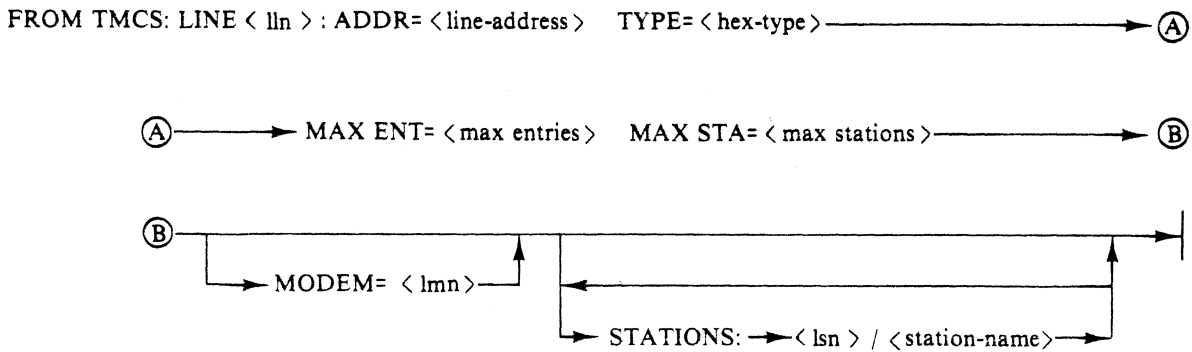 FROM TMCS: LINE < lln > : ADDR= <line-address> TYPE= <hex-type> A
A MAX ENT= <max entries> MAX STA= <max stations> B
B
MODEM= <lmn>
STATIONS: <lsn > / <station-name>